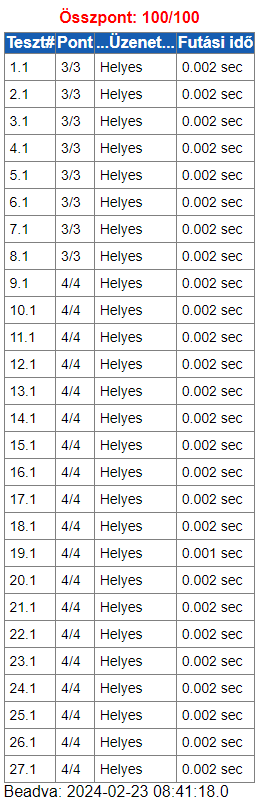 Összpont: 100/100
Teszt# Pont ...Üzenet... Futási idő
1.1 3/3 Helyes 0.002 sec
2.1 3/3 Helyes 0.002 sec
3.1 3/3 Helyes 0.002 sec
4.1 3/3 Helyes 0.002 sec
5.1 3/3 Helyes 0.002 sec
6.1 3/3 Helyes 0.002 sec
7.1 3/3 Helyes 0.002 sec
8.1 3/3 Helyes 0.002 sec
9.1 4/4 Helyes 0.002 sec
10.1 4/4 Helyes 0.002 sec
11.1 4/4 Helyes 0.002 sec
12.1 4/4 Helyes 0.002 sec
13.1 4/4 Helyes 0.002 sec
14.1 4/4 Helyes 0.002 sec
15.1 4/4 Helyes 0.002 sec
16.1 4/4 Helyes 0.002 sec
17.1 4/4 Helyes 0.002 sec
18.1 4/4 Helyes 0.002 sec
19.1 4/4 Helyes 0.001 sec
20.1 4/4 Helyes 0.002 sec
21.1 4/4 Helyes 0.002 sec
22.1 4/4 Helyes 0.002 sec
23.1 4/4 Helyes 0.002 sec
24.1 4/4 Helyes 0.002 sec
25.1 4/4 Helyes 0.002 sec
26.1 4/4 Helyes 0.002 sec
27.1 4/4 Helyes 0.002 sec
Beadva: 2024-02-23 08:41:18.0